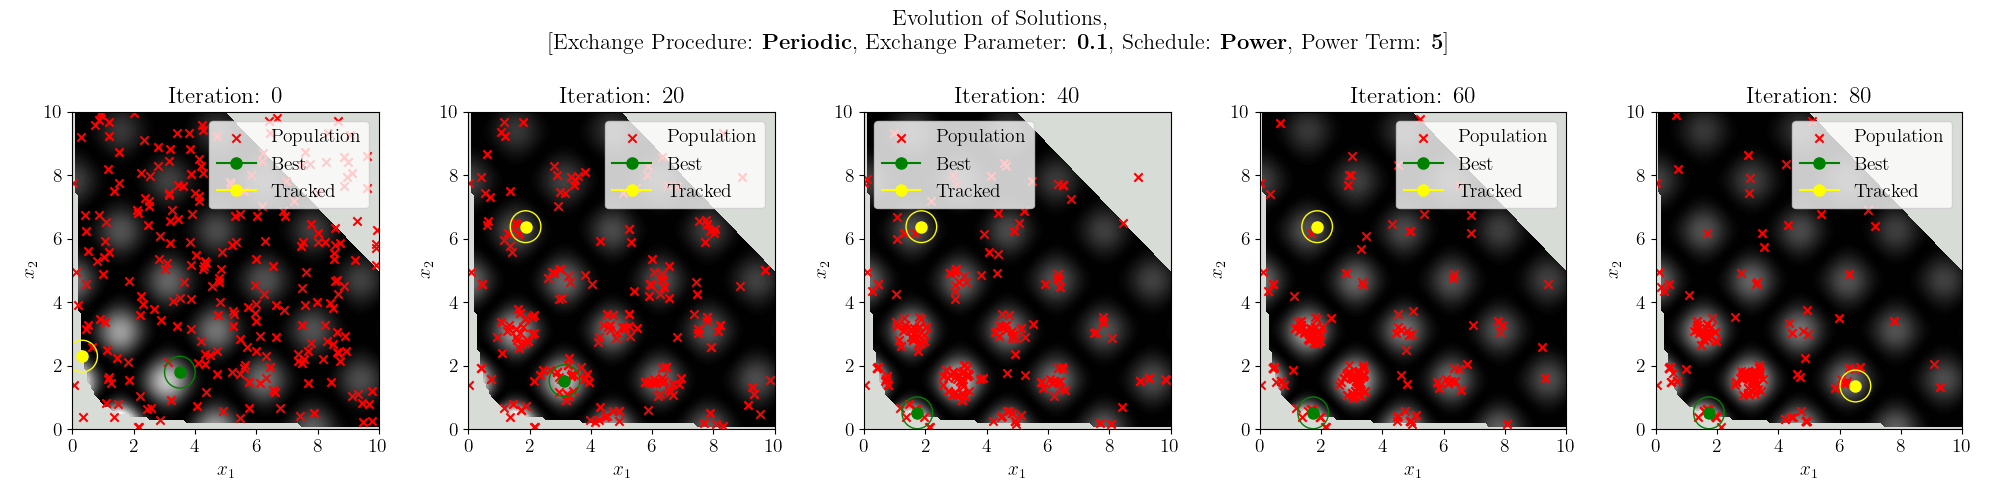 Evolution of Solutions,
[Exchange Procedure: Periodic, Exchange Parameter: 0.1, Schedule: Power, Power Term: 5]
Iteration: 0
10
8
6
4
2
0
x2
0 2 4 6 8 10
x1
Population
Best
Tracked
Iteration: 20
10
8
6
4
2
0
x2
0 2 4 6 8 10
x1
Population
Best
Tracked
Iteration: 40
10
8
6
4
2
0
x2
0 2 4 6 8 10
x1
Population
Best
Tracked
Iteration: 60
10
8
6
4
2
0
x2
0 2 4 6 8 10
x1
Population
Best
Tracked
Iteration: 80
10
8
6
4
2
0
x2
0 2 4 6 8 10
x1
Population
Best
Tracked